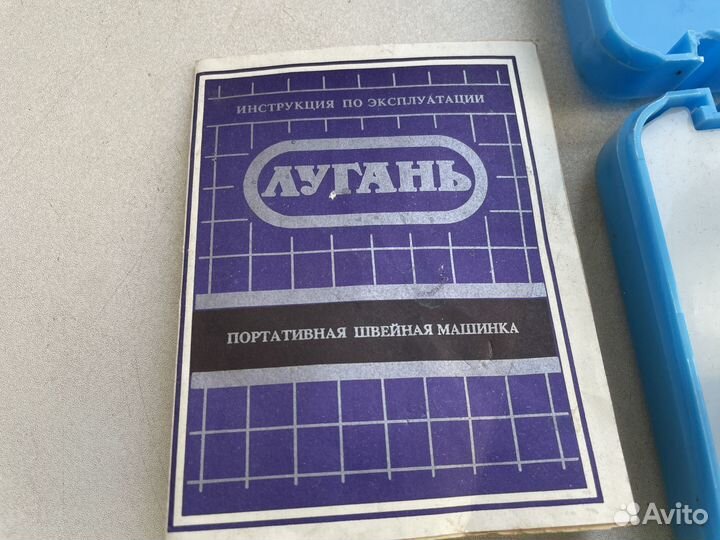 ИНСТРУКЦИЯ ПО ЭКСПЛУАТАЦИИ
ЛУГАНЬ
ПОРТАТИВНАЯ ШВЕЙНАЯ МАШИНКА
Avito